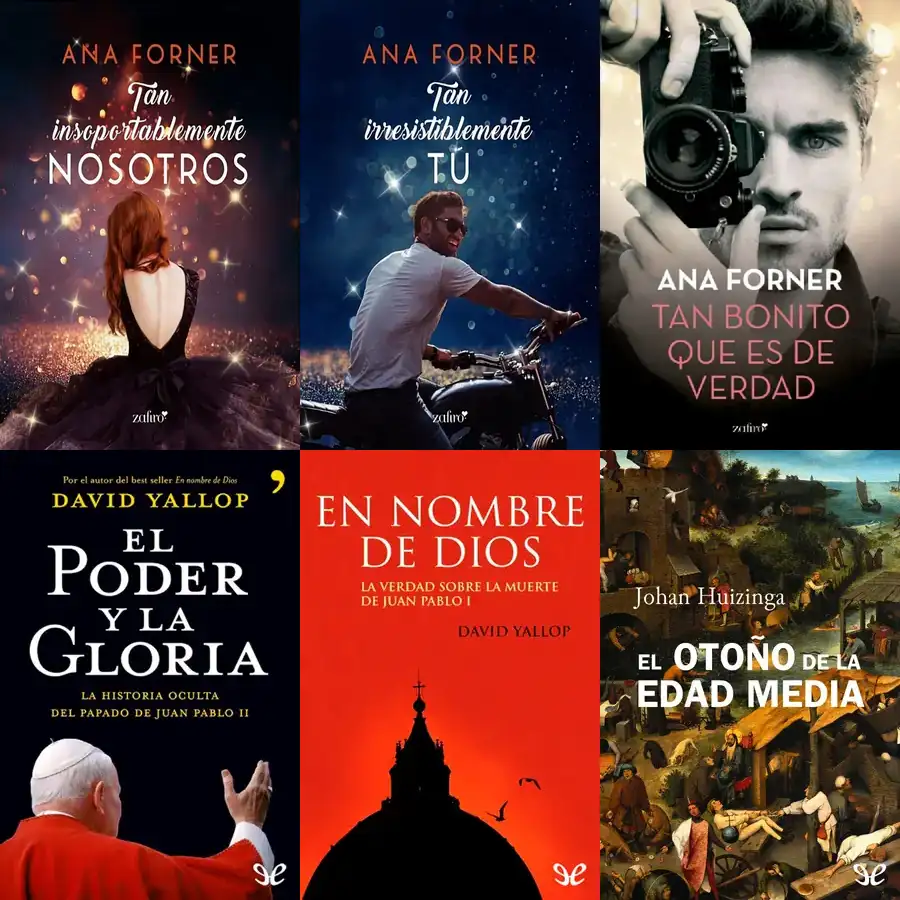 ANA FORNER
Tan
insoportablemente
NOSOTROS
zafiro
ANA FORNER
Tan
irresistiblemente
TÚ
zafiro
ANA FORNER
TAN BONITO
QUE ES DE
VERDAD
zafiro
Por el autor del best seller En nombre de Dios
DAVID YALLOP
EL
PODER
Y LA
GLORIA
LA HISTORIA OCULTA
DEL PAPADO DE JUAN PABLO II
EN NOMBRE
DE DIOS
LA VERDAD SOBRE LA MUERTE
DE JUAN PABLO I
DAVID YALLOP
Johan Huizinga
EL OTOÑO DE LA
EDAD MEDIA